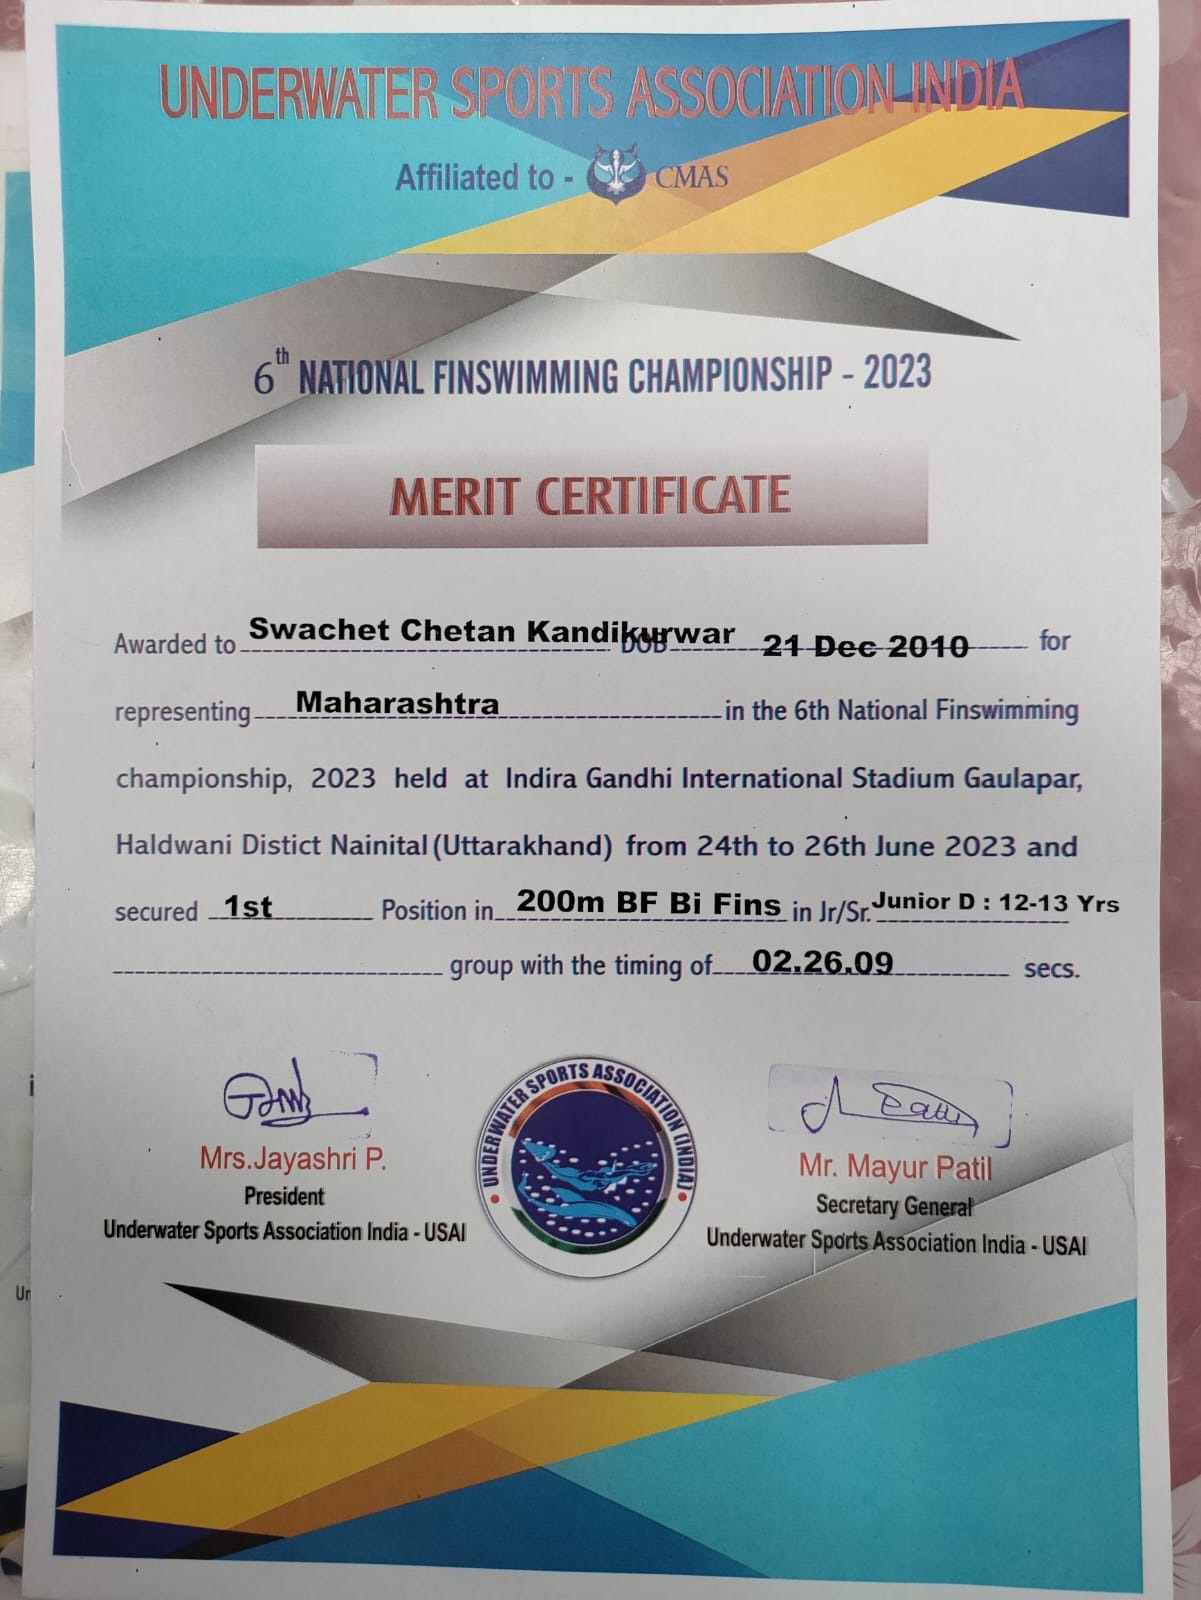 UNDERWATER SPORTS ASSOCIATION INDIA
Affiliated to - CMAS
6th NATIONAL FINSWIMMING CHAMPIONSHIP - 2023
MERIT CERTIFICATE
Awarded to Swachet Chetan Kandikurwar DOB 21 Dec 2010 for
representing Maharashtra in the 6th National Finswimming
championship, 2023 held at Indira Gandhi International Stadium Gaulapar,
Haldwani Distict Nainital (Uttarakhand) from 24th to 26th June 2023 and
secured 1st Position in 200m BF Bi Fins in Jr/Sr. Junior D : 12-13 Yrs
group with the timing of 02.26.09 secs.
UNDERWATER SPORTS ASSOCIATION (INDIA)
Mrs.Jayashri P.
President
Underwater Sports Association India - USAI
Mr. Mayur Patil
Secretary General
Underwater Sports Association India - USAI